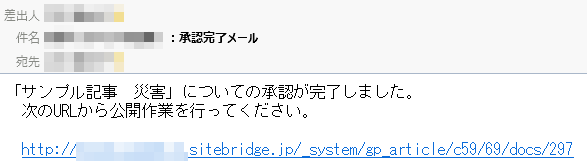 差出人
件名 ：承認完了メール
宛先
「サンプル記事　災害」についての承認が完了しました。
次のURLから公開作業を行ってください。
http:// sitebridge.jp/_system/gp_article/c59/69/docs/297